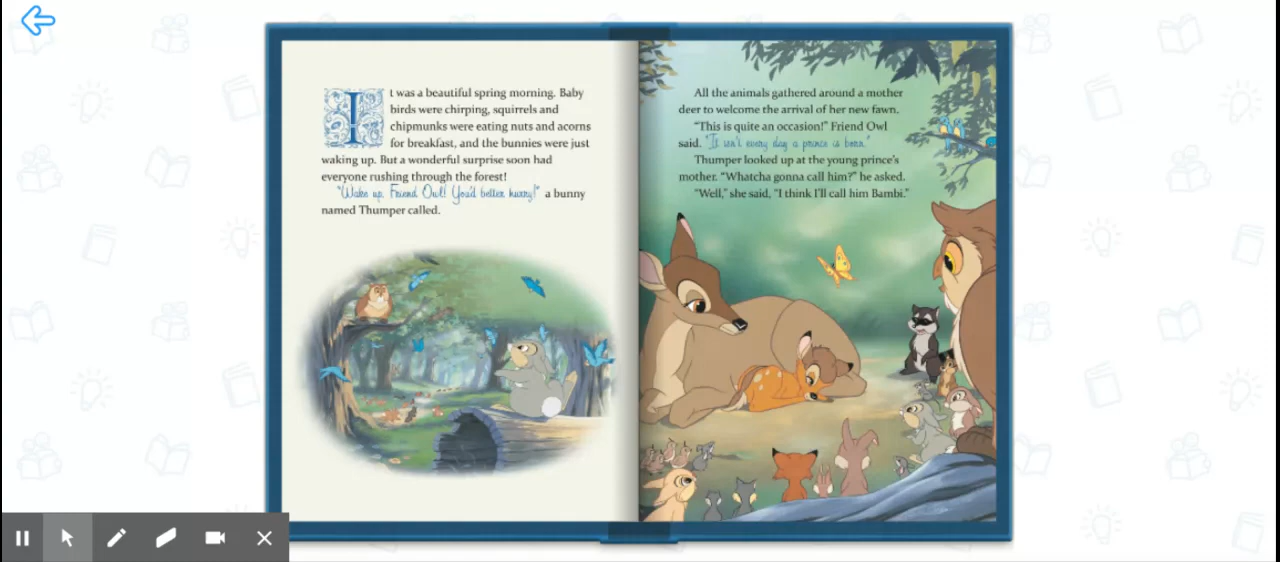 It was a beautiful spring morning. Baby
birds were chirping, squirrels and
chipmunks were eating nuts and acorns
for breakfast, and the bunnies were just
waking up. But a wonderful surprise soon had
everyone rushing through the forest!
"Wake up, Friend Owl! You'd better hurry!" a bunny
named Thumper called.
All the animals gathered around a mother
deer to welcome the arrival of her new fawn.
"This is quite an occasion!" Friend Owl
said. "It isn't every day a prince is born."
Thumper looked up at the young prince's
mother. "Whatcha gonna call him?" he asked.
"Well," she said, "I think I'll call him Bambi."